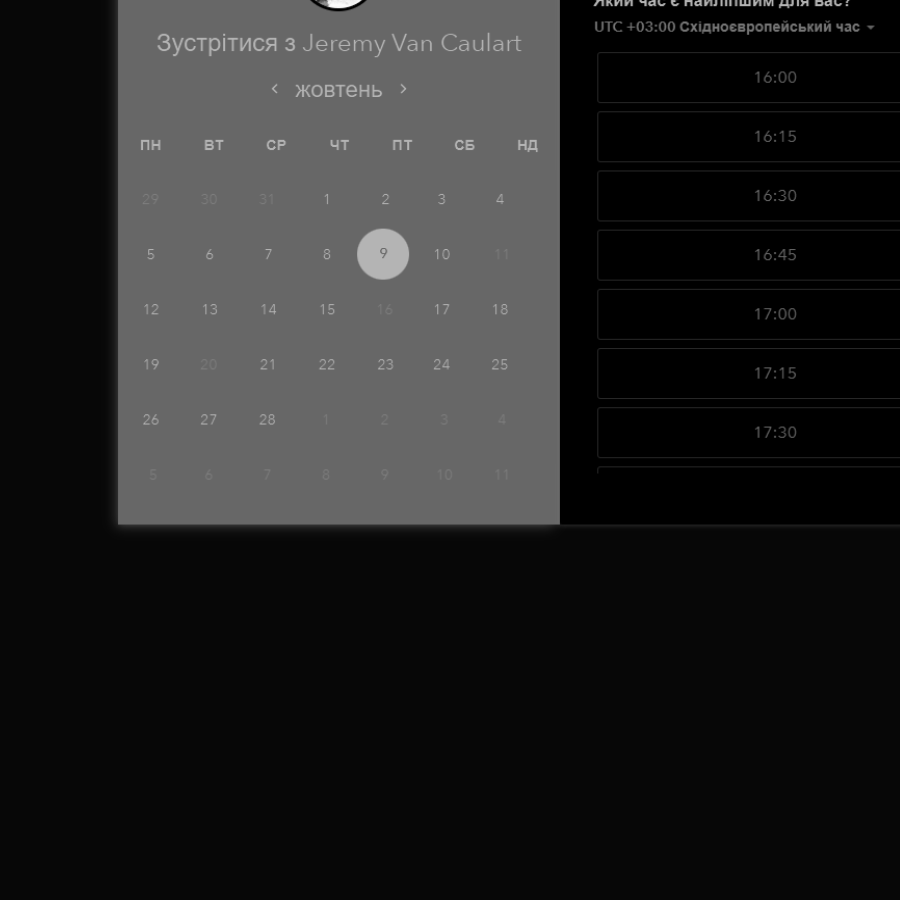 Зустрітися з Jeremy Van Caulart
жовтень
ПН ВТ СР ЧТ ПТ СБ НД
29 30 31 1 2 3 4
5 6 7 8 9 10 11
12 13 14 15 16 17 18
19 20 21 22 23 24 25
26 27 28 1 2 3 4
5 6 7 8 9 10 11
Який час є найліпшим для вас?
UTC +03:00 Східноєвропейський час
16:00
16:15
16:30
16:45
17:00
17:15
17:30